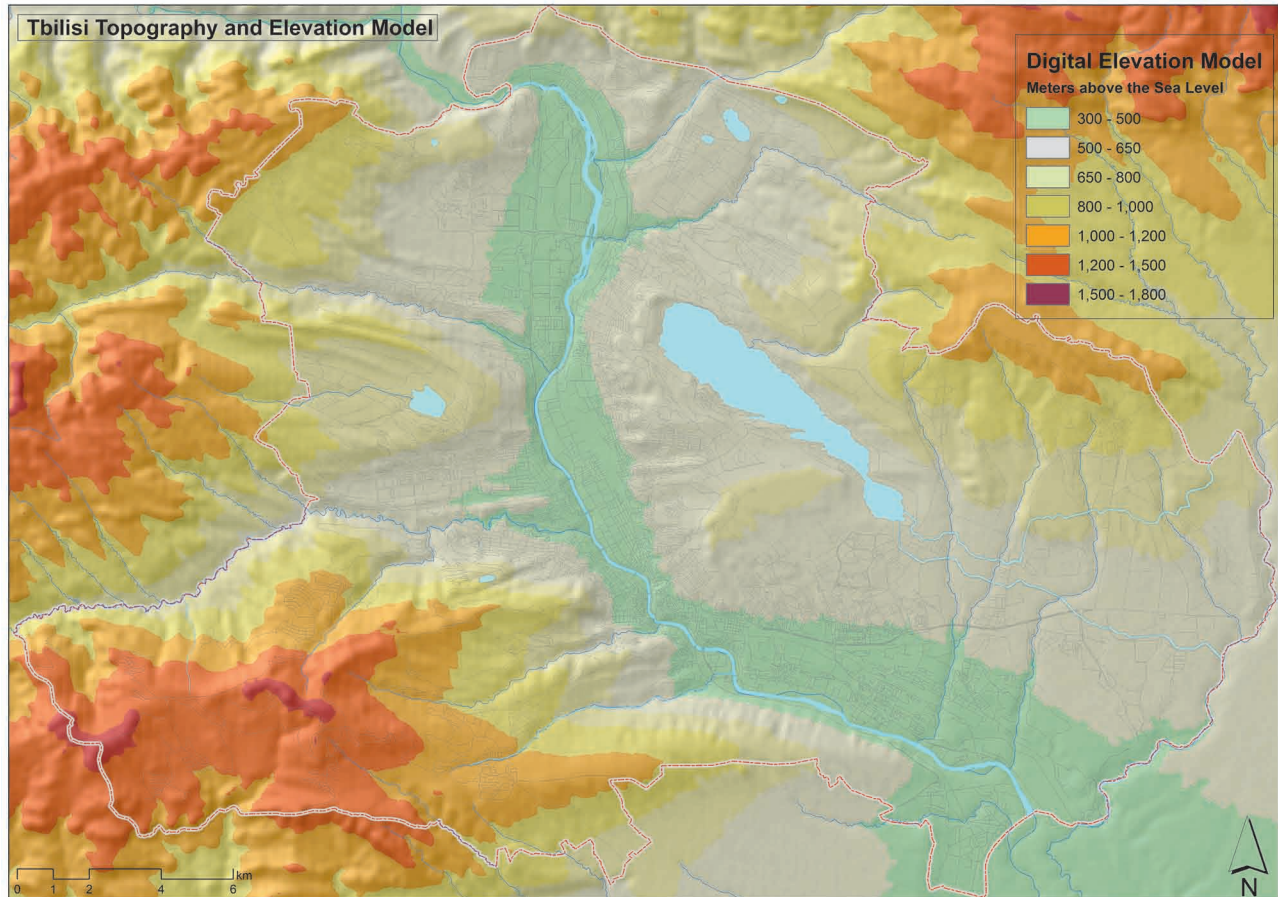 Tbilisi Topography and Elevation Model
Digital Elevation Model
Meters above the Sea Level
300 - 500
500 - 650
650 - 800
800 - 1,000
1,000 - 1,200
1,200 - 1,500
1,500 - 1,800
km
0 1 2 4 6
N